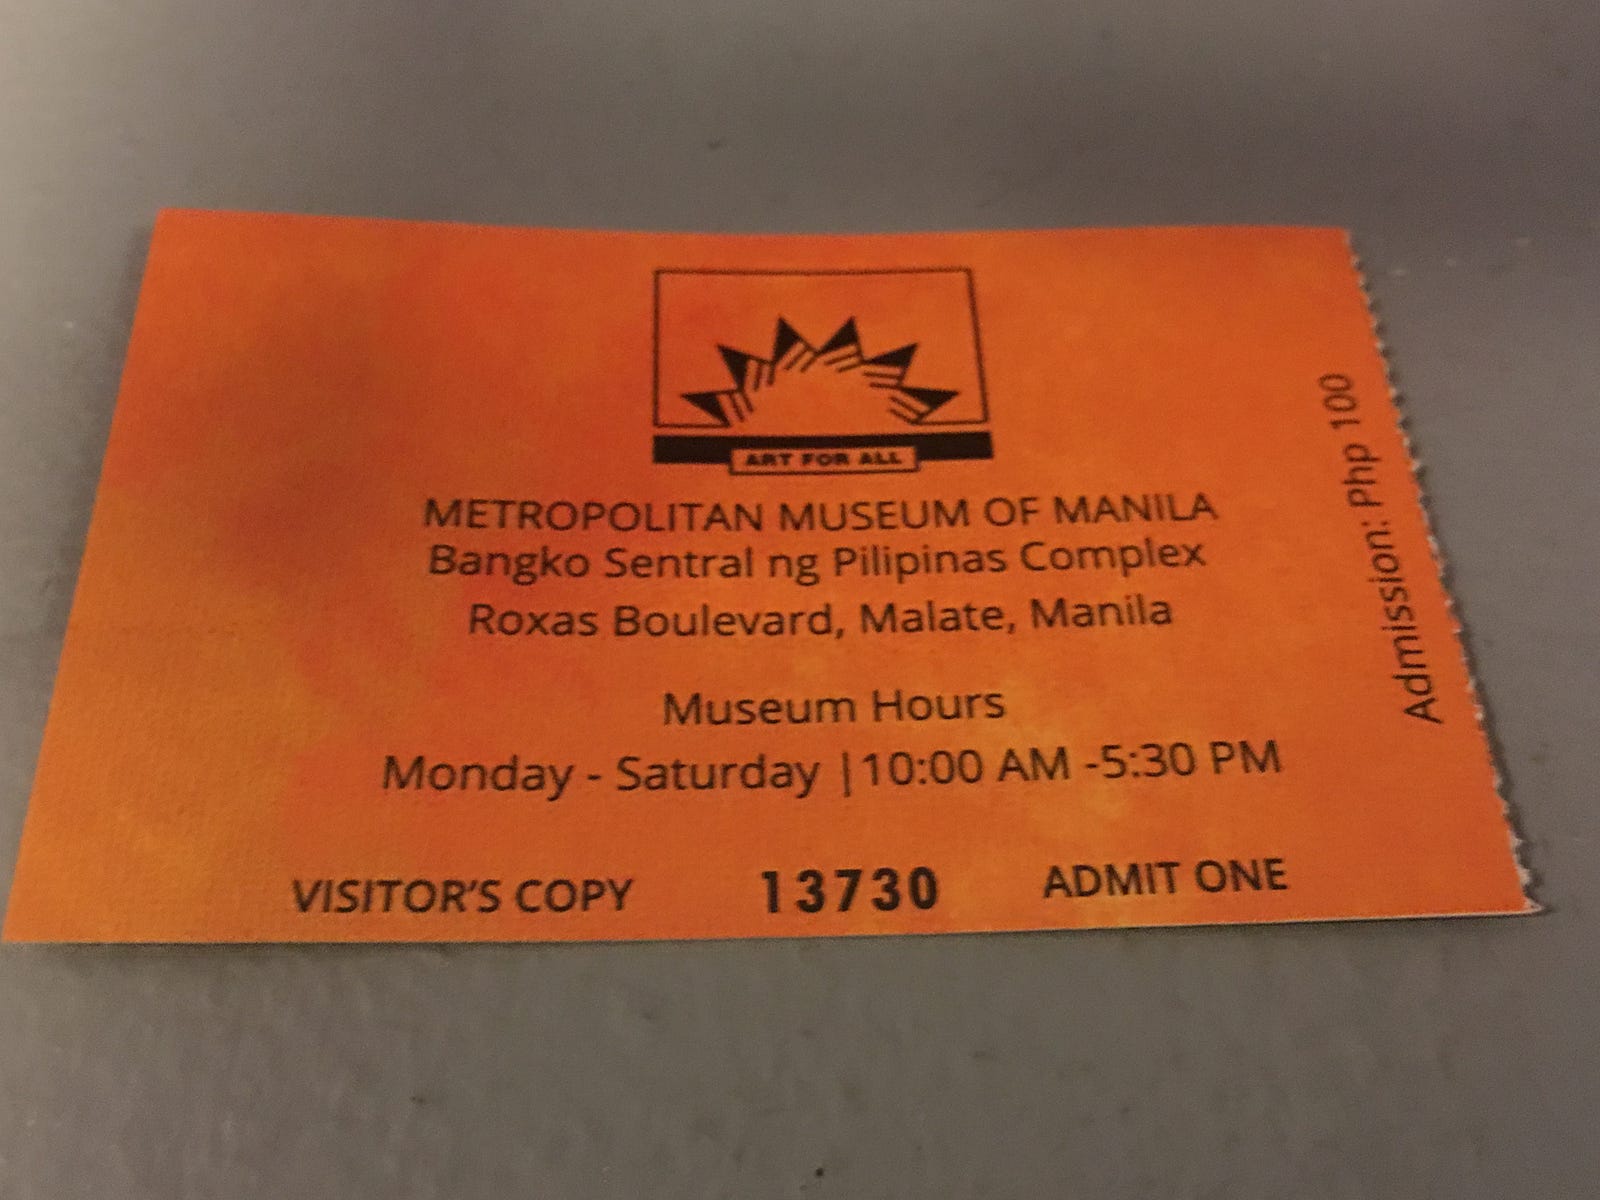 ART FOR ALL
METROPOLITAN MUSEUM OF MANILA
Bangko Sentral ng Pilipinas Complex
Roxas Boulevard, Malate, Manila
Museum Hours
Monday - Saturday |10:00 AM -5:30 PM
VISITOR'S COPY 13730 ADMIT ONE
Admission: Php 100